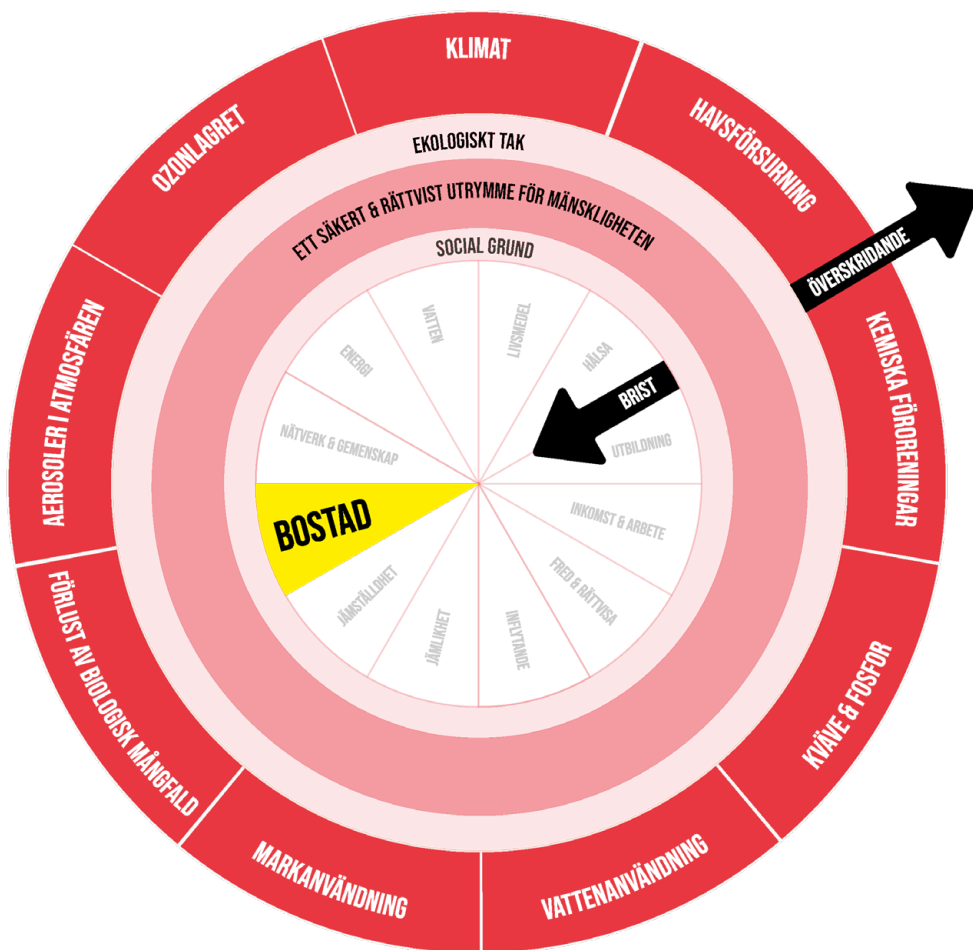 KLIMAT
HAVSFÖRSURNING
KEMISKA FÖRORENINGAR
KVÄVE & FOSFOR
VATTENANVÄNDNING
MARKANVÄNDNING
FÖRLUST AV BIOLOGISK MÅNGFALD
AEROSOLER I ATMOSFÄREN
OZONLAGRET
ÖVERSKRIDANDE
EKOLOGISKT TAK
ETT SÄKERT & RÄTTVIST UTRYMME FÖR MÄNSKLIGHETEN
SOCIAL GRUND
BRIST
LIVSMEDEL
HÄLSA
UTBILDNING
INKOMST & ARBETE
FRED & RÄTTVISA
INFLYTANDE
JÄMLIKHET
JÄMSTÄLLDHET
BOSTAD
NÄTVERK & GEMENSKAP
ENERGI
VATTEN